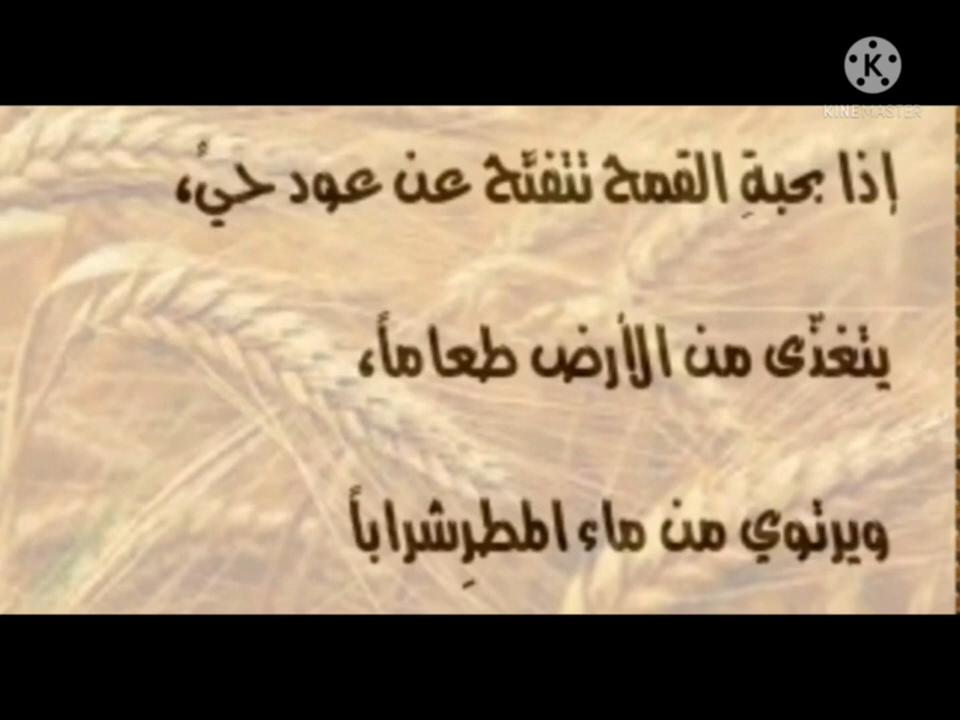 KINEMASTER
إذا بحبةِ القمح تتفتَّح عن عود حيٍّ،
يتغذّى من الأرض طعاماً،
ويرتوي من ماء المطرِ شراباً